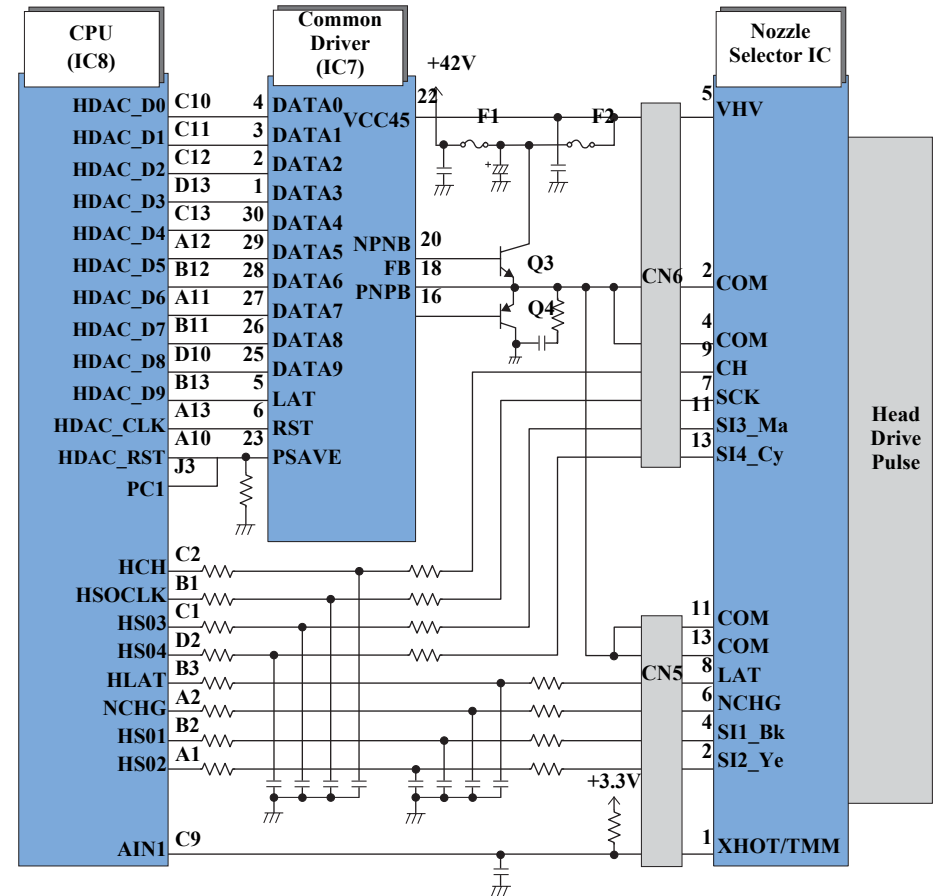 CPU
(IC8)
Common
Driver
(IC7)
Nozzle
Selector IC
+42V
HDAC_D0 C10 4 DATA0
HDAC_D1 C11 3 DATA1
HDAC_D2 C12 2 DATA2
HDAC_D3 D13 1 DATA3
HDAC_D4 C13 30 DATA4
HDAC_D5 A12 29 DATA5
HDAC_D6 B12 28 DATA6
HDAC_D7 A11 27 DATA7
HDAC_D8 B11 26 DATA8
HDAC_D9 D10 25 DATA9
HDAC_CLK B13 5 LAT
HDAC_RST A13 6 RST
PC1 A10 23 PSAVE
J3
22 VCC45
F1
F2
NPNB 20
FB 18
PNPB 16
Q3
Q4
CN6
5 VHV
2 COM
4 COM
9 CH
7 SCK
11 SI3_Ma
13 SI4_Cy
Head
Drive
Pulse
HCH C2
HSOCLK B1
HS03 C1
HS04 D2
HLAT B3
NCHG A2
HS01 B2
HS02 A1
CN5
11 COM
13 COM
8 LAT
6 NCHG
4 SI1_Bk
2 SI2_Ye
+3.3V
AIN1 C9
1 XHOT/TMM